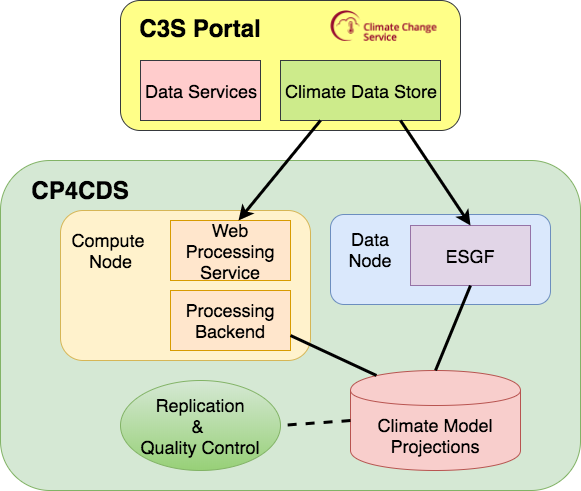 C3S Portal
Climate Change
Service
Data Services
Climate Data Store
CP4CDS
Compute
Node
Web
Processing
Service
Processing
Backend
Data
Node
ESGF
Replication
&
Quality Control
Climate Model
Projections